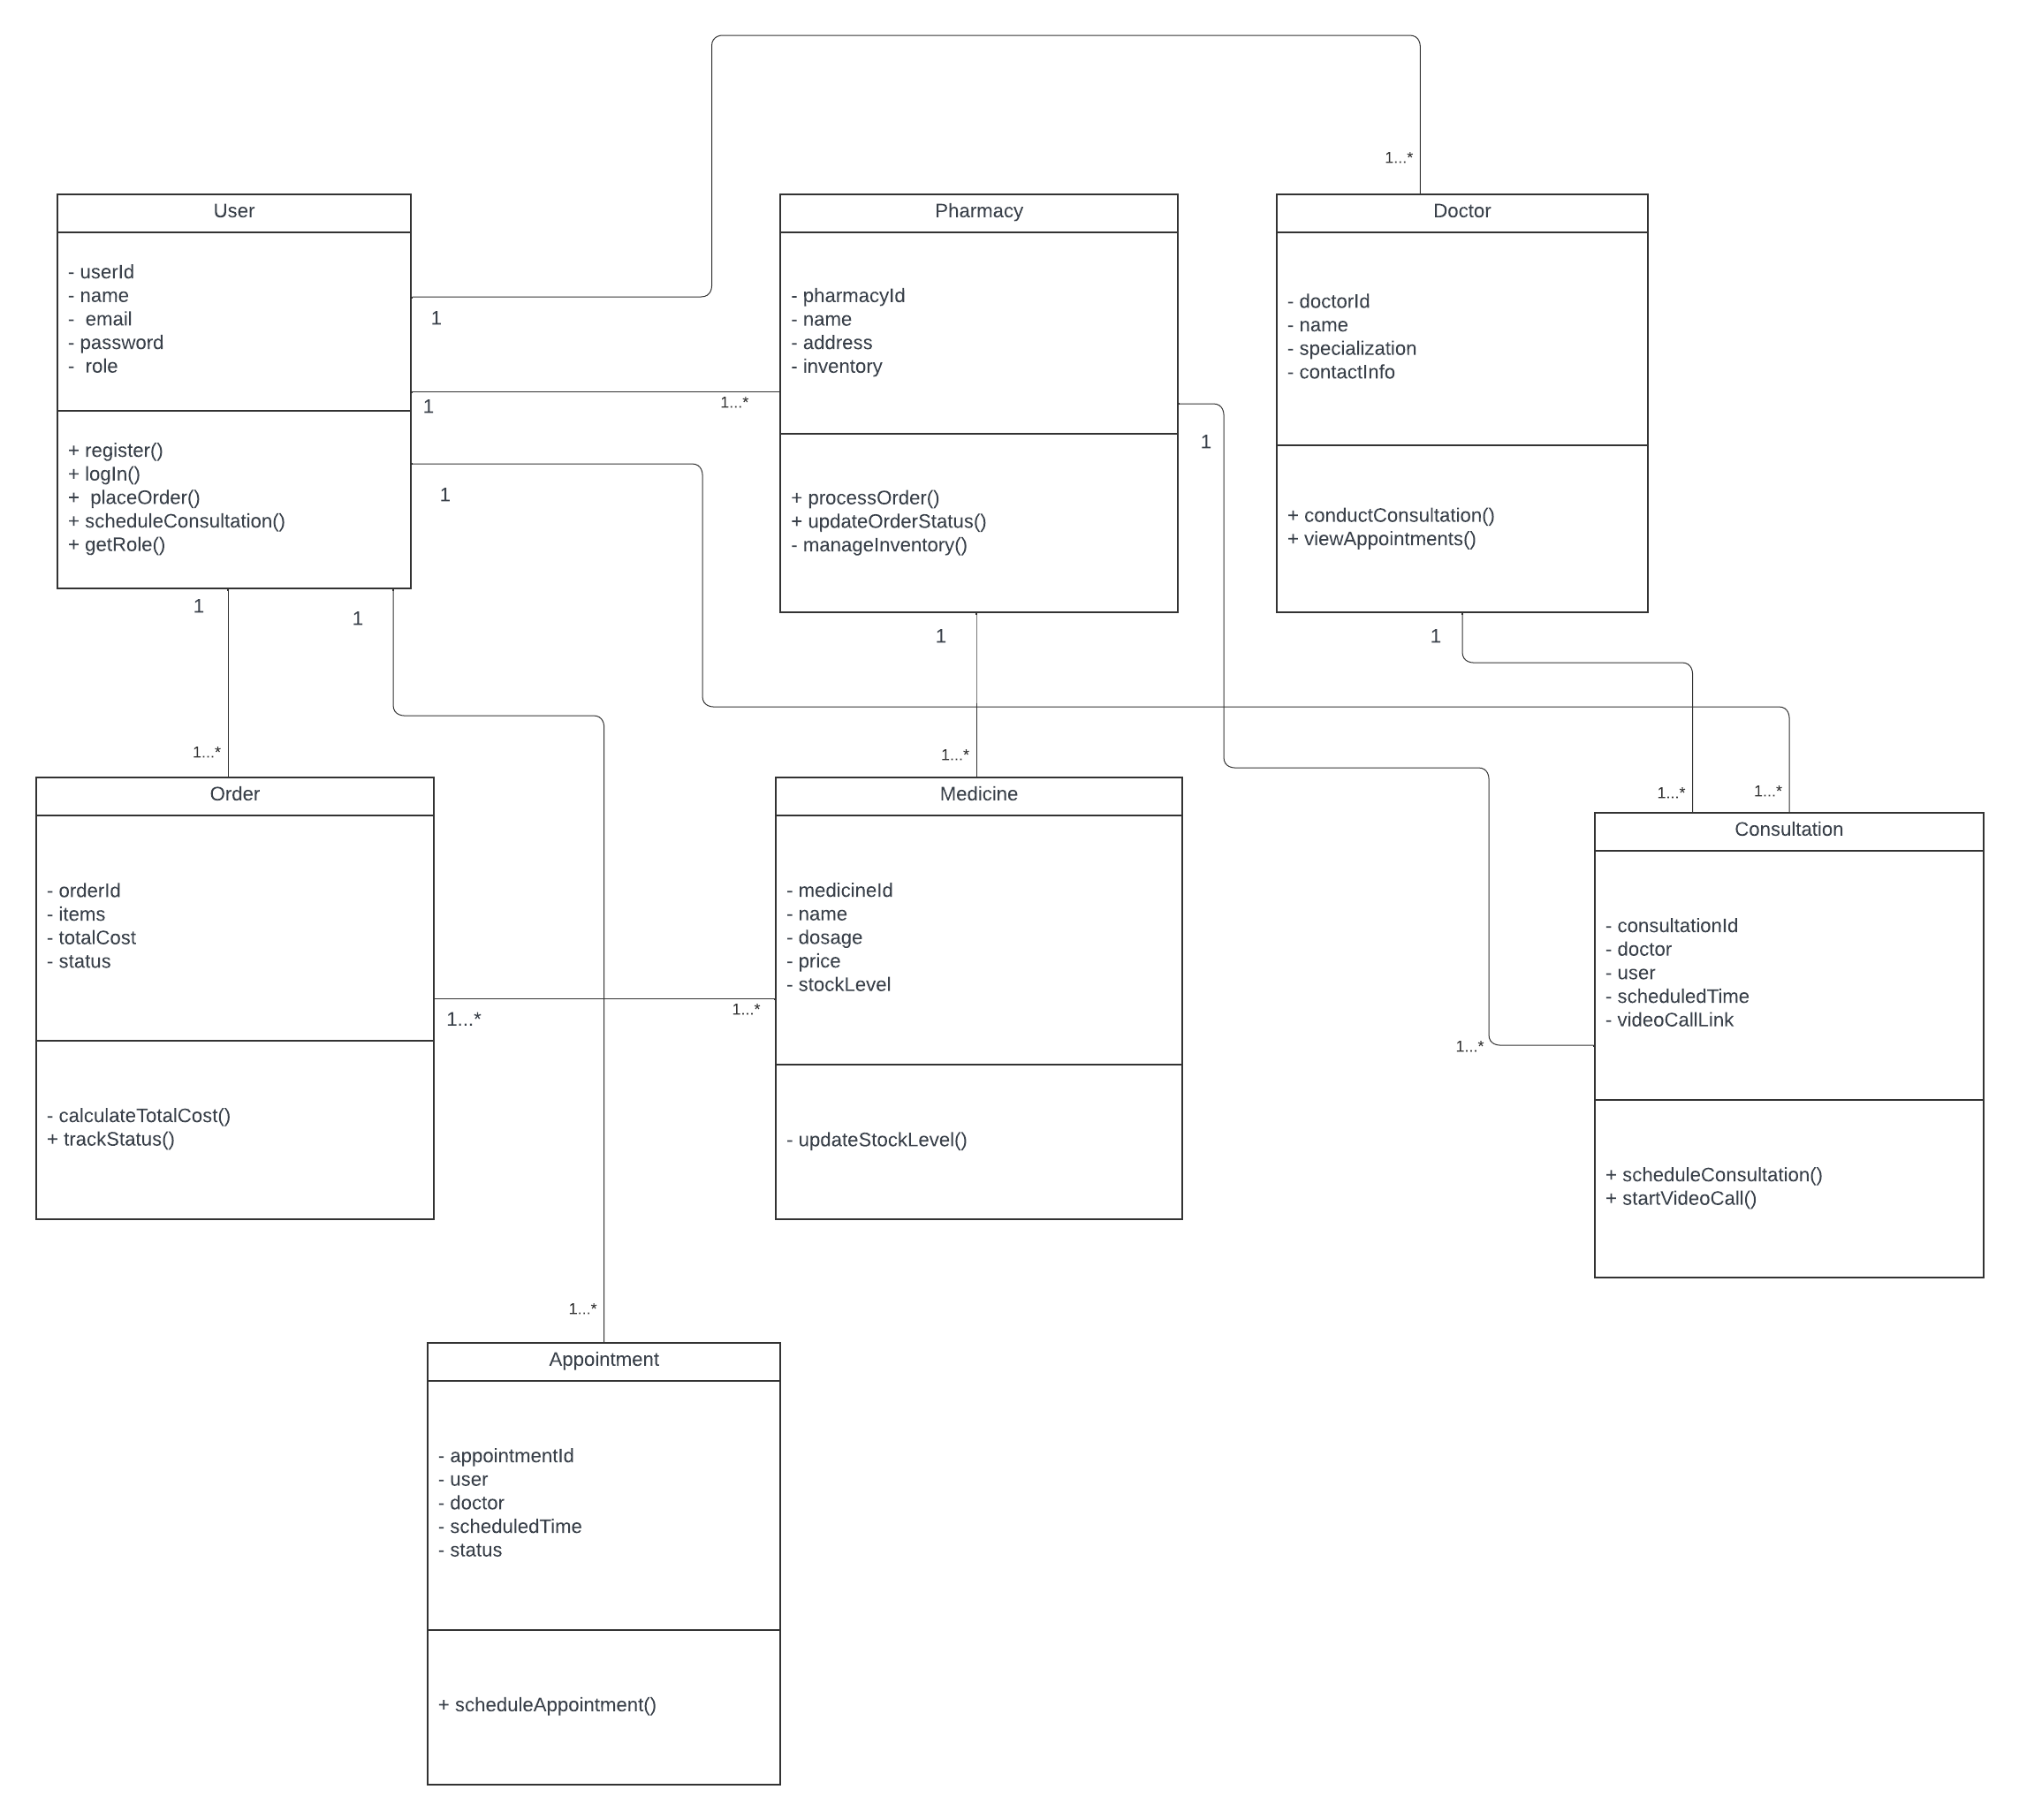 1...*
User
- userId
- name
-  email
- password
-  role
+ register()
+ logIn()
+  placeOrder()
+ scheduleConsultation()
+ getRole()
1
1
1
1
1
Pharmacy
- pharmacyId
- name
- address
- inventory
+ processOrder()
+ updateOrderStatus()
- manageInventory()
1...*
1
1
Doctor
- doctorId
- name
- specialization
- contactInfo
+ conductConsultation()
+ viewAppointments()
1
1...*
Order
- orderId
- items
- totalCost
- status
- calculateTotalCost()
+ trackStatus()
1...*
1...*
1...*
Medicine
- medicineId
- name
- dosage
- price
- stockLevel
- updateStockLevel()
1...*
1...*
1...*
Consultation
- consultationId
- doctor
- user
- scheduledTime
- videoCallLink
+ scheduleConsultation()
+ startVideoCall()
1...*
Appointment
- appointmentId
- user
- doctor
- scheduledTime
- status
+ scheduleAppointment()